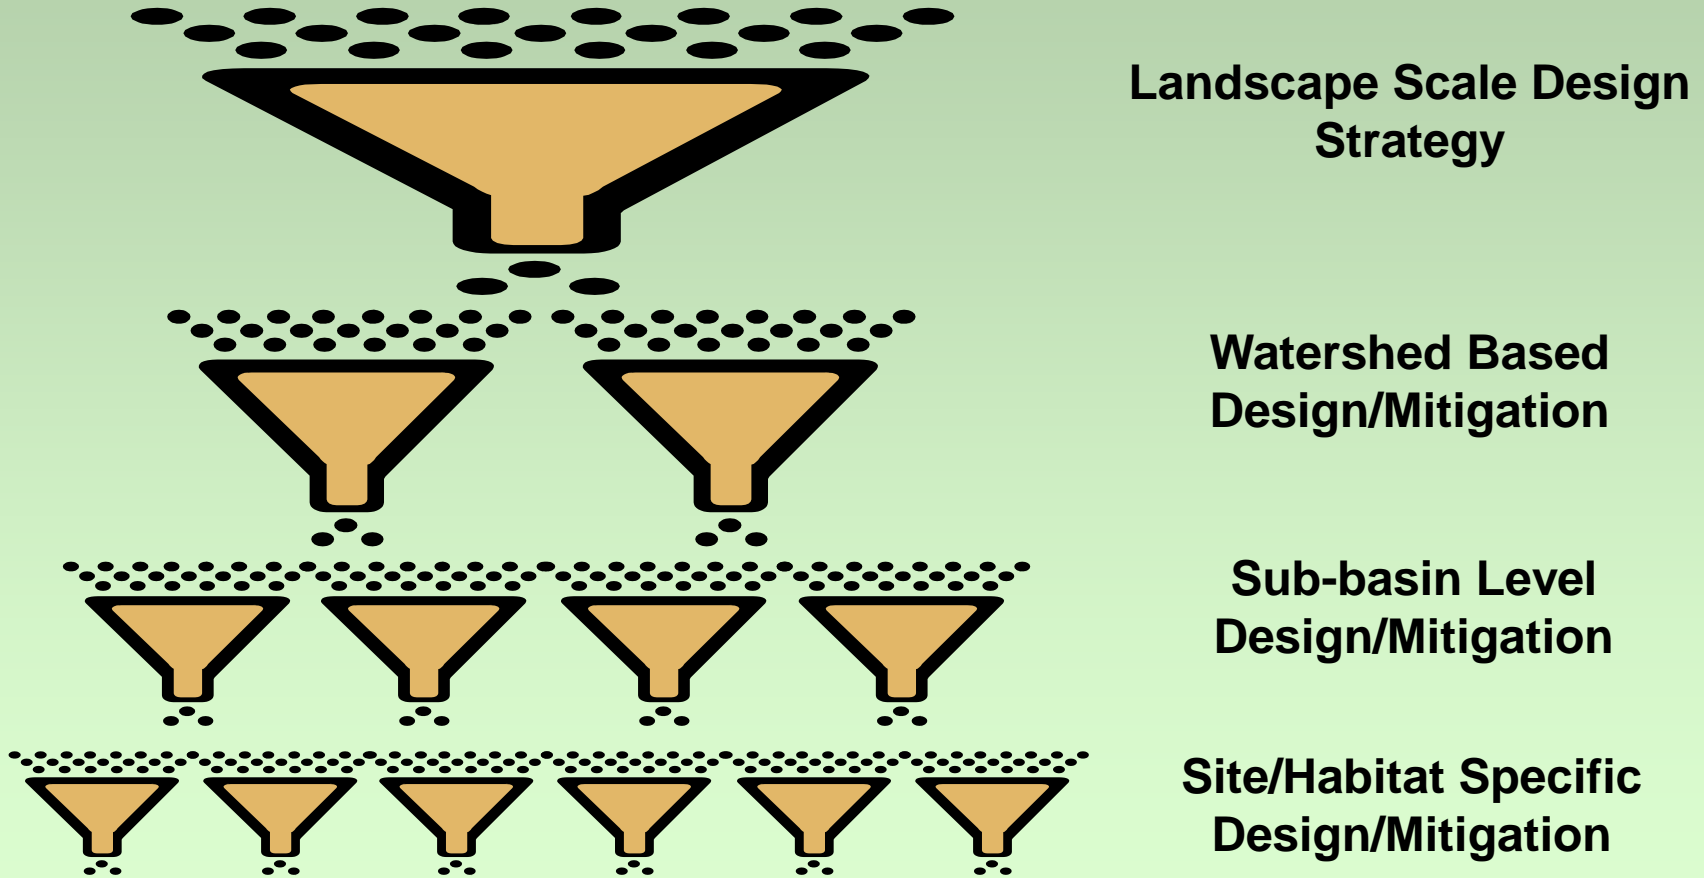 Landscape Scale Design
Strategy
Watershed Based
Design/Mitigation
Sub-basin Level
Design/Mitigation
Site/Habitat Specific
Design/Mitigation